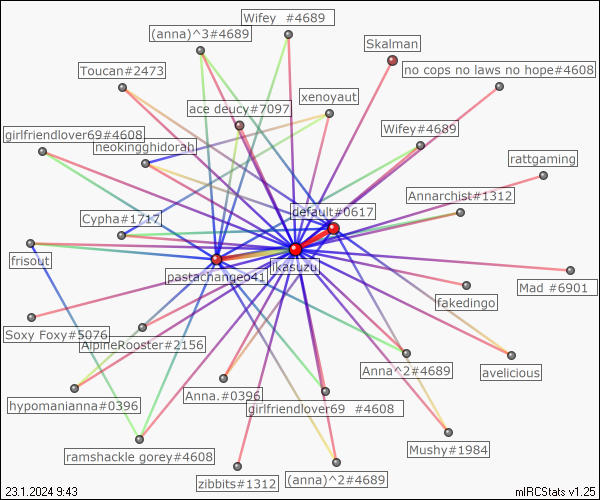 Wifey  #4689
(anna)^3#4689
Skalman
Toucan#2473
no cops no laws no hope#4608
xenoyaut
ace deucy#7097
Wifey#4689
girlfriendlover69#4608
neokingghidorah
rattgaming
Annarchist#1312
default#0617
Cypha#1717
frisout
ikasuzu
pastachange041
Mad #6901
fakedingo
Soxy Foxy#5076
AlpineRooster#2156
Anna^2#4689
avelicious
Anna.#0396
hypomanianna#0396
girlfriendlover69  #4608
Mushy#1984
ramshackle gorey#4608
zibbits#1312
(anna)^2#4689
23.1.2024 9:43
mIRCStats v1.25